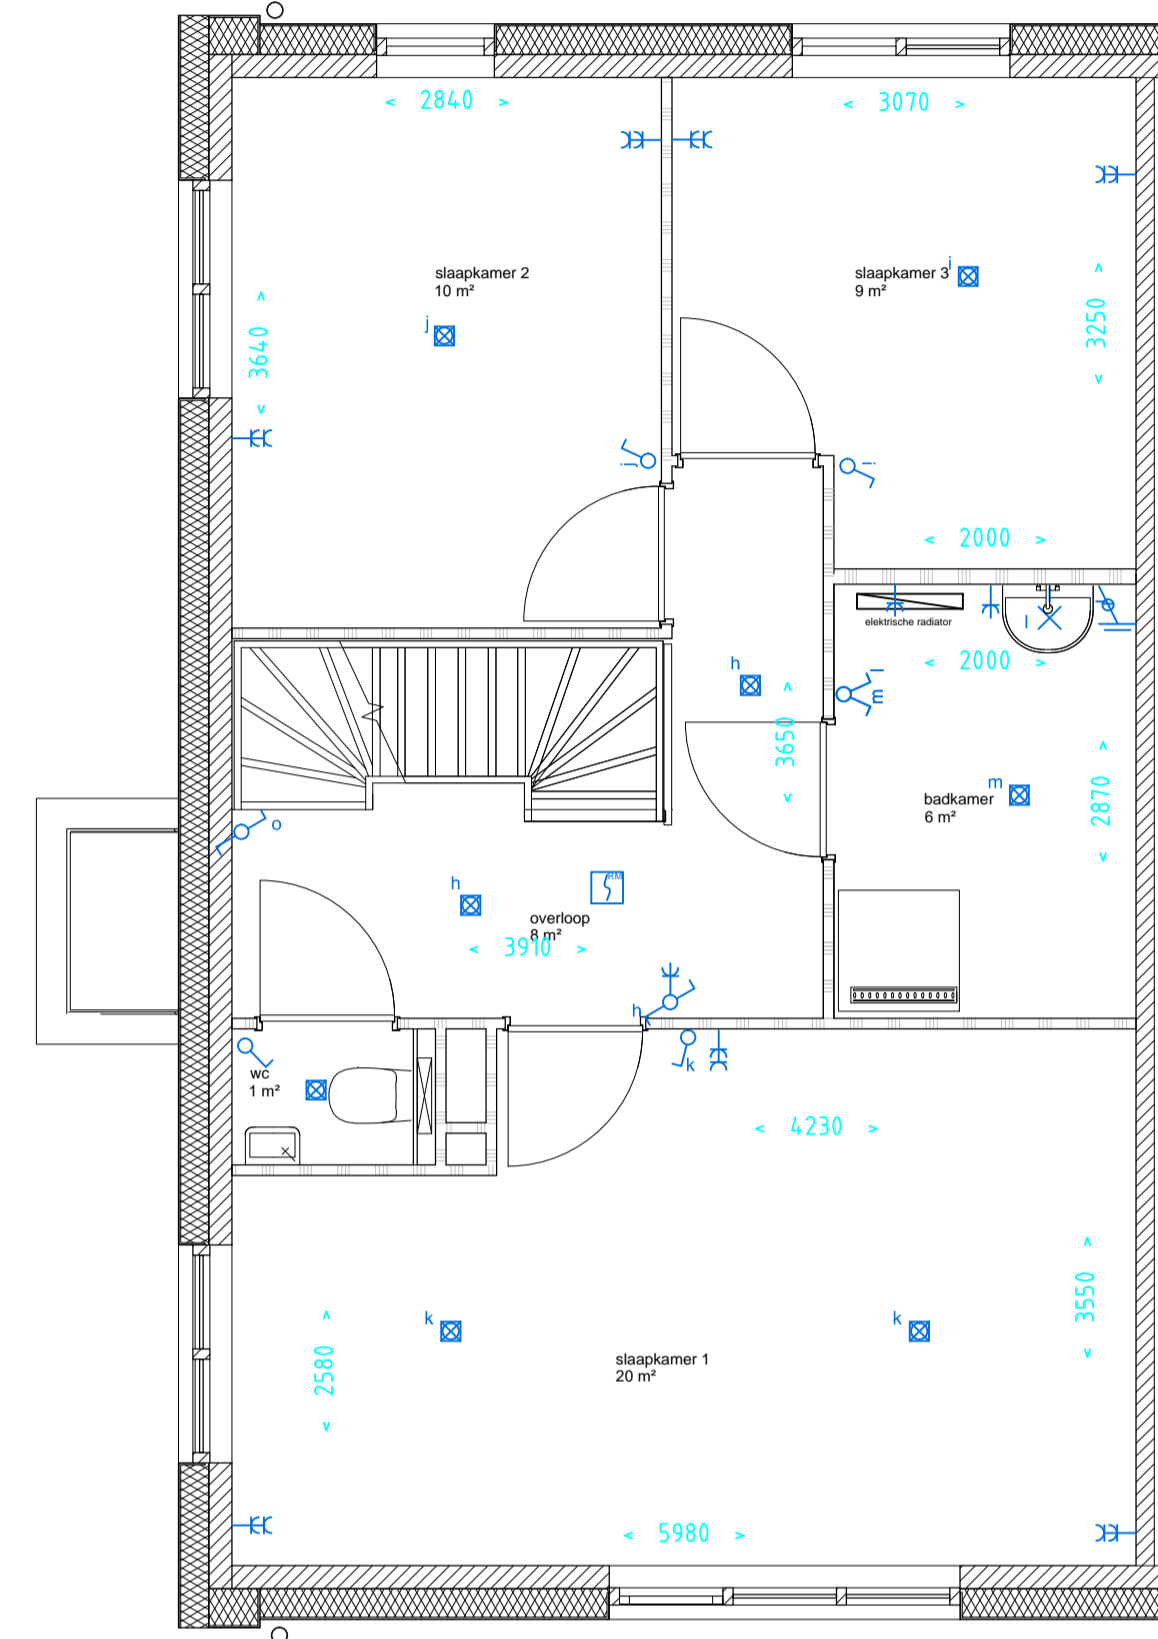 2840
3070
slaapkamer 2
10 m²
slaapkamer 3
9 m²
i
j
3640
3250
j
i
2000
elektrische radiator
l
2000
h
l
m
3650
m
badkamer
6 m²
2870
o
h
RM
overloop
8 m²
3910
h
k
wc
1 m²
4230
3550
k
k
2580
slaapkamer 1
20 m²
5980